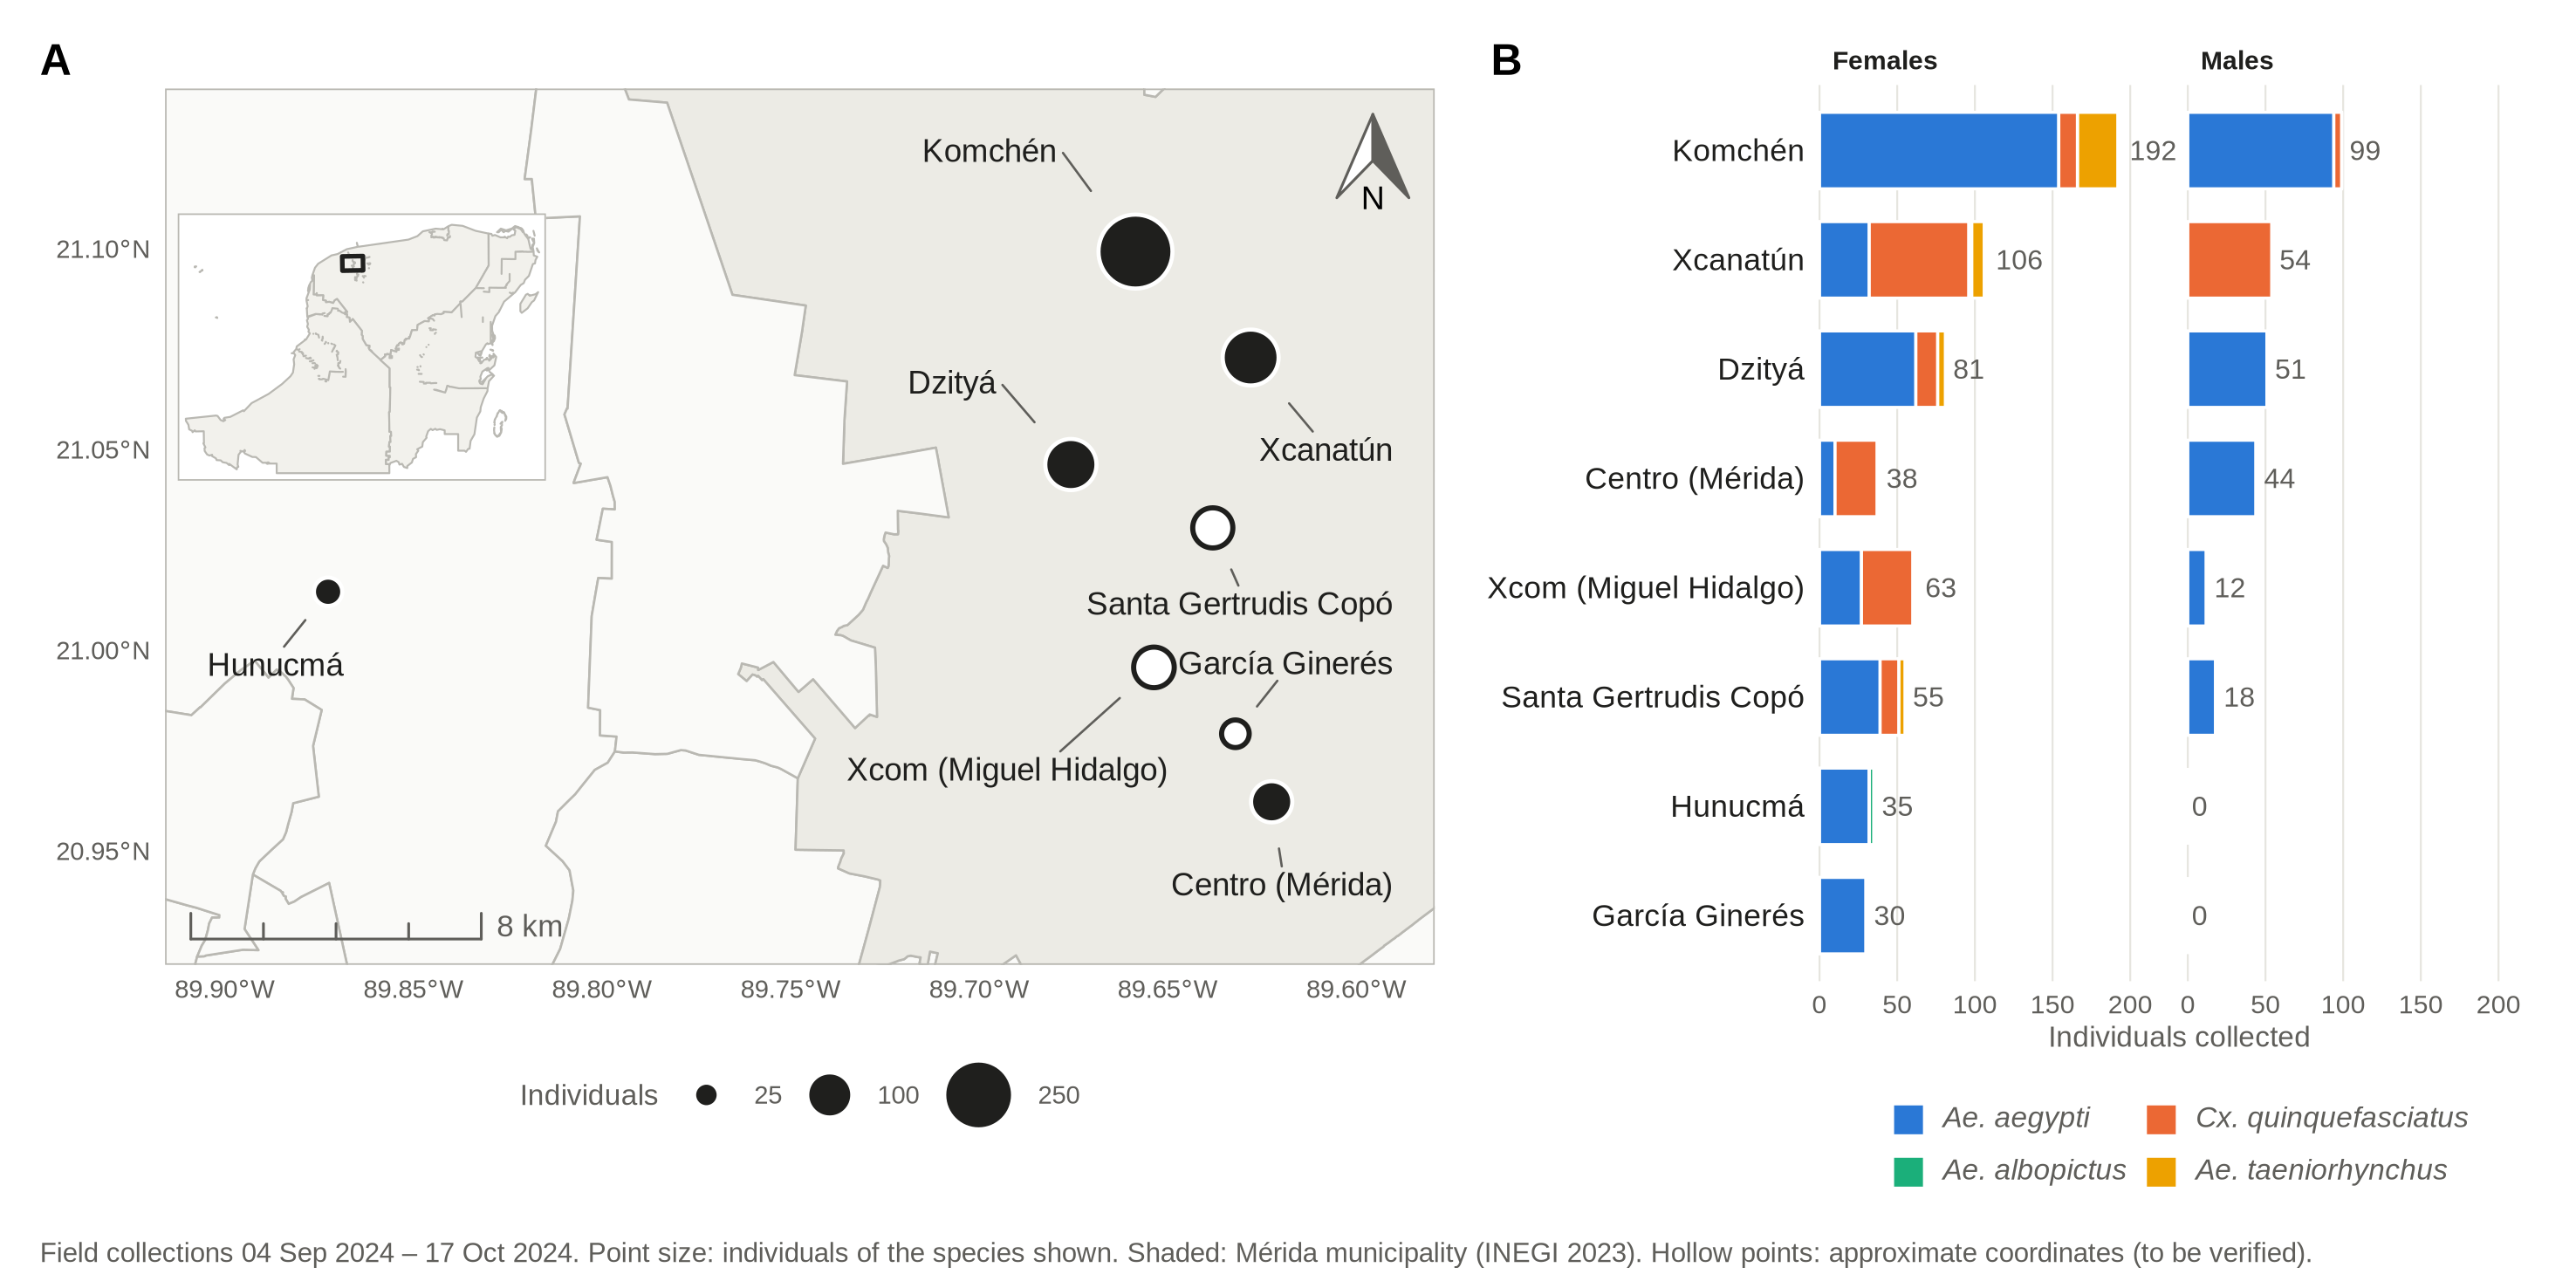 A
Komchén
N
21.10°N
Dzityá
Xcanatún
21.05°N
Santa Gertrudis Copó
Hunucmá
21.00°N
García Ginerés
Xcom (Miguel Hidalgo)
20.95°N
Centro (Mérida)
8 km
89.90°W 89.85°W 89.80°W 89.75°W 89.70°W 89.65°W 89.60°W
Individuals 25 100 250
B
Females Males
Komchén 192 99
Xcanatún 106 54
Dzityá 81 51
Centro (Mérida) 38 44
Xcom (Miguel Hidalgo) 63 12
Santa Gertrudis Copó 55 18
Hunucmá 35 0
García Ginerés 30 0
0 50 100 150 200 0 50 100 150 200
Individuals collected
Ae. aegypti Cx. quinquefasciatus
Ae. albopictus Ae. taeniorhynchus
Field collections 04 Sep 2024 – 17 Oct 2024. Point size: individuals of the species shown. Shaded: Mérida municipality (INEGI 2023). Hollow points: approximate coordinates (to be verified).